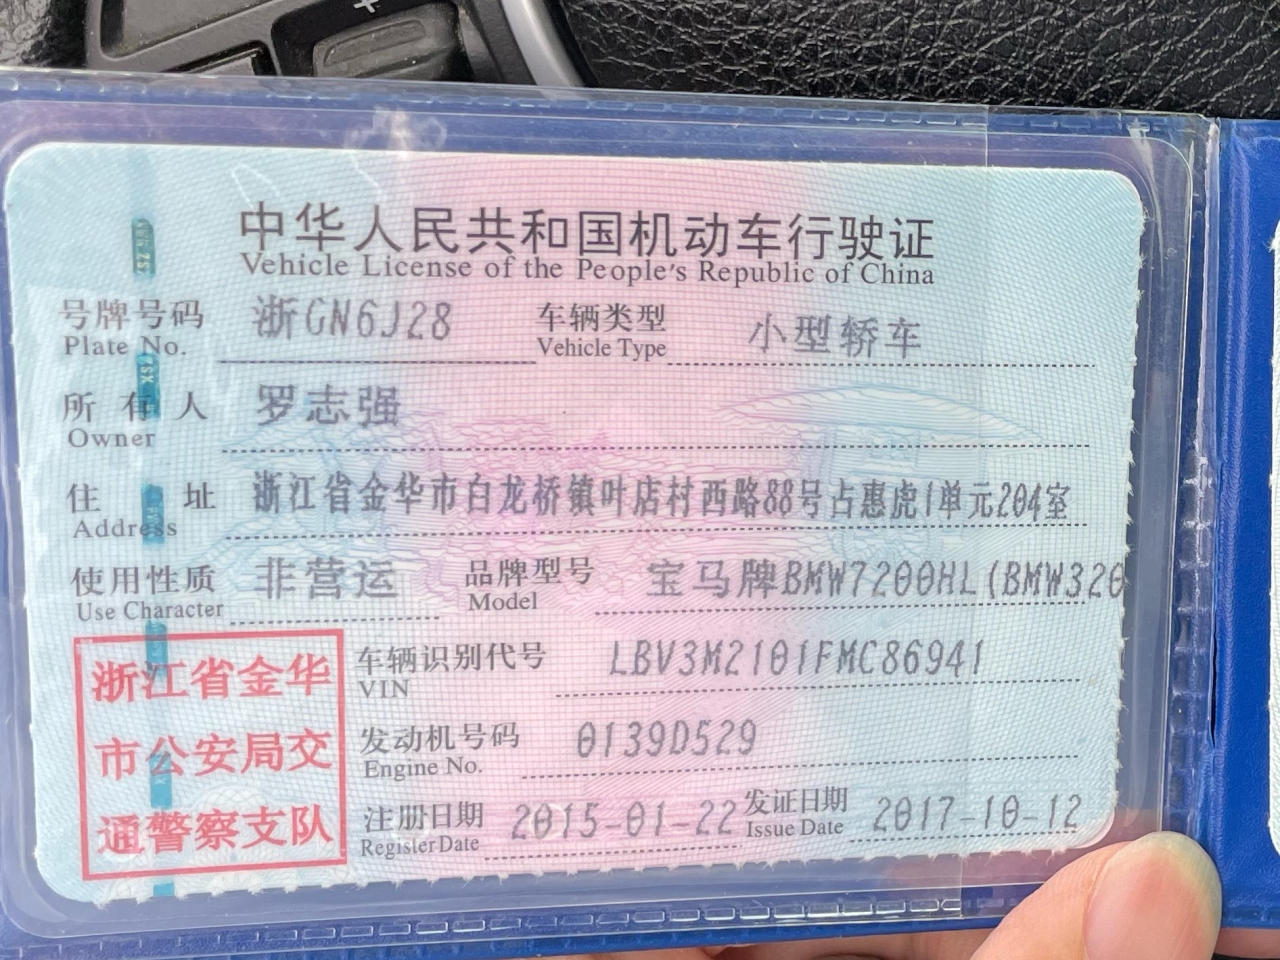 中华人民共和国机动车行驶证
Vehicle License of the People's Republic of China
号牌号码 浙GN6J28 车辆类型 小型轿车
Plate No. Vehicle Type
所有人 罗志强
Owner
住址 浙江省金华市白龙桥镇叶店村西路88号占惠虎1单元204室
Address
使用性质 非营运 品牌型号 宝马牌BMW7200HL(BMW320
Use Character Model
车辆识别代号 LBV3M2101FMC86941
VIN
发动机号码 0139D529
Engine No.
注册日期 2015-01-22 发证日期 2017-10-12
Register Date Issue Date
浙江省金华
市公安局交
通警察支队